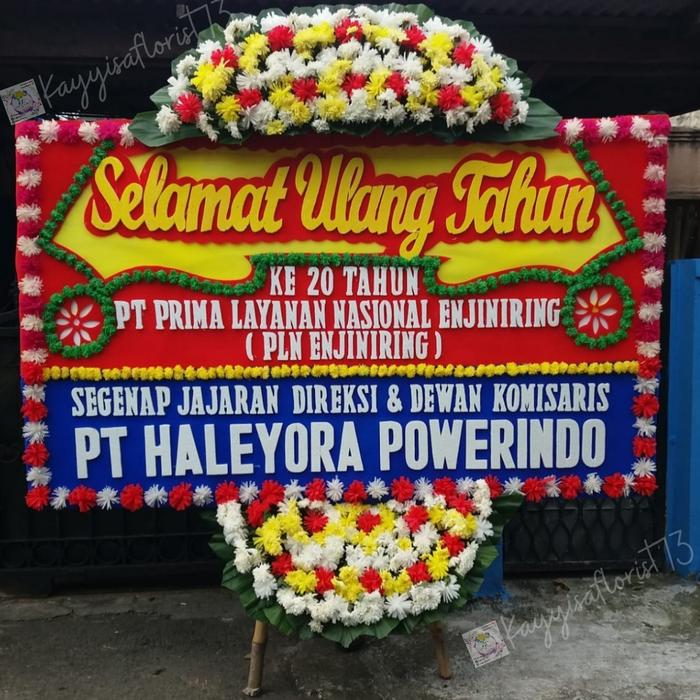 Kayyisaflorist73
Selamat Ulang Tahun
KE 20 TAHUN
PT PRIMA LAYANAN NASIONAL ENJINIRING
( PLN ENJINIRING )
SEGENAP JAJARAN DIREKSI & DEWAN KOMISARIS
PT HALEYORA POWERINDO
Kayyisaflorist73